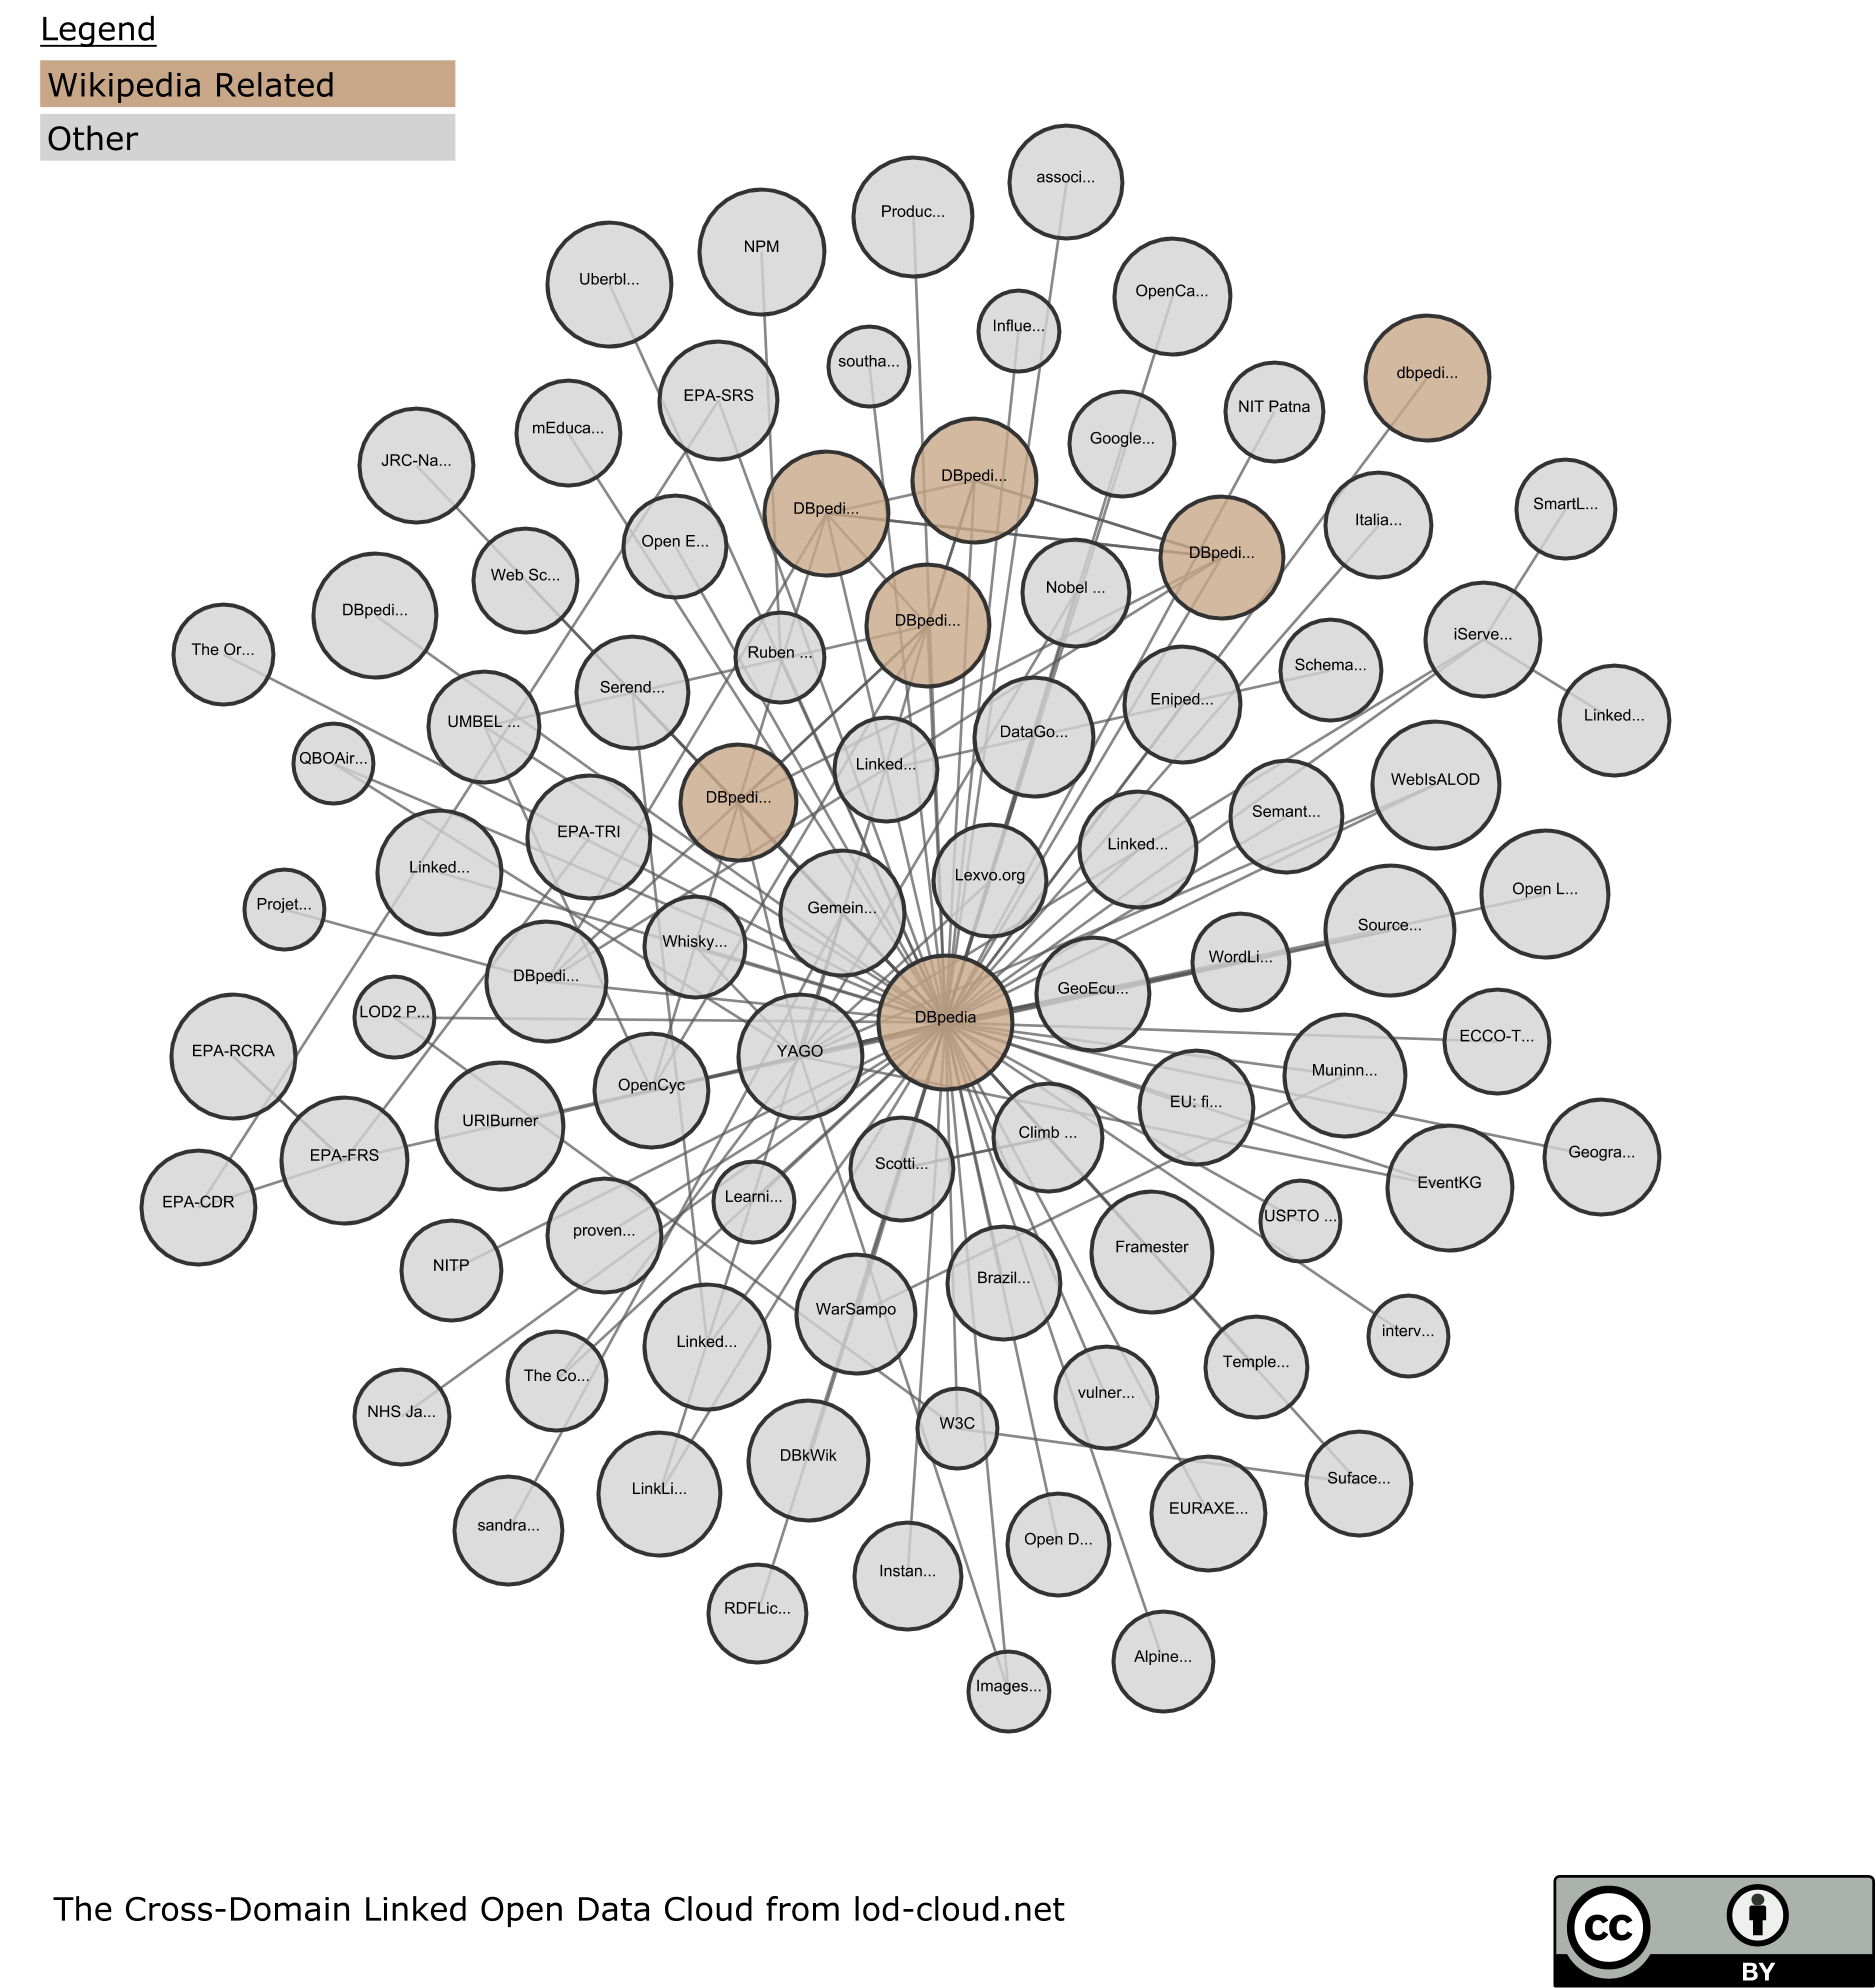 Legend
Wikipedia Related
Other
associ...
Produc...
NPM
Uberbl...
OpenCa...
Influe...
southa...
dbpedi...
EPA-SRS
NIT Patna
mEduca...
Google...
JRC-Na...
DBpedi...
DBpedi...
SmartL...
Italia...
Open E...
DBpedi...
Web Sc...
Nobel ...
DBpedi...
DBpedi...
iServe...
The Or...
Ruben ...
Schema...
Serend...
Eniped...
Linked...
UMBEL ...
DataGo...
QBOAir...
Linked...
WebIsALOD
DBpedi...
Semant...
EPA-TRI
Linked...
Linked...
Lexvo.org
Open L...
Projet...
Gemein...
Source...
Whisky...
WordLi...
DBpedi...
GeoEcu...
LOD2 P...
DBpedia
ECCO-T...
EPA-RCRA
YAGO
Muninn...
OpenCyc
EU: fi...
URIBurner
Climb ...
EPA-FRS
Scotti...
Geogra...
EventKG
EPA-CDR
Learni...
USPTO ...
proven...
Framester
NITP
Brazil...
WarSampo
interv...
Linked...
Temple...
The Co...
vulner...
NHS Ja...
W3C
DBkWik
Suface...
LinkLi...
EURAXE...
sandra...
Open D...
Instan...
RDFLic...
Alpine...
Images...
The Cross-Domain Linked Open Data Cloud from lod-cloud.net
cc
BY